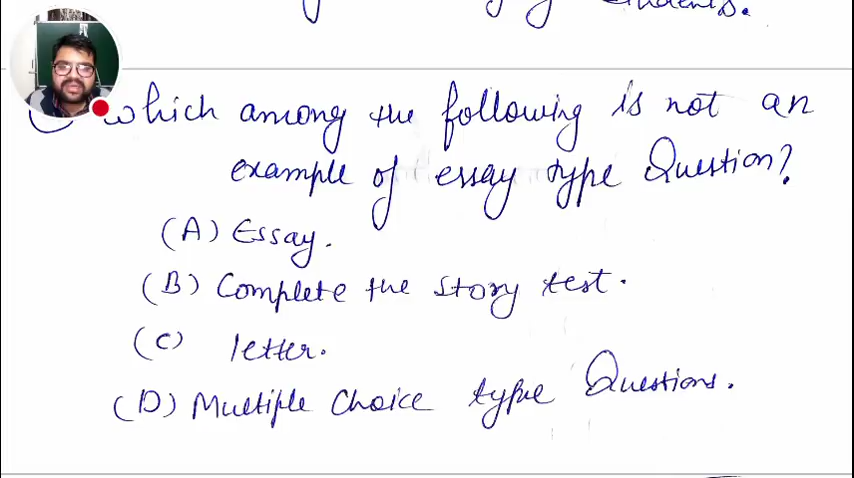 students.
which among the following is not an
example of essay type Question?
(A) Essay.
(B) Complete the story test.
(C) letter.
(D) Multiple Choice type Questions.